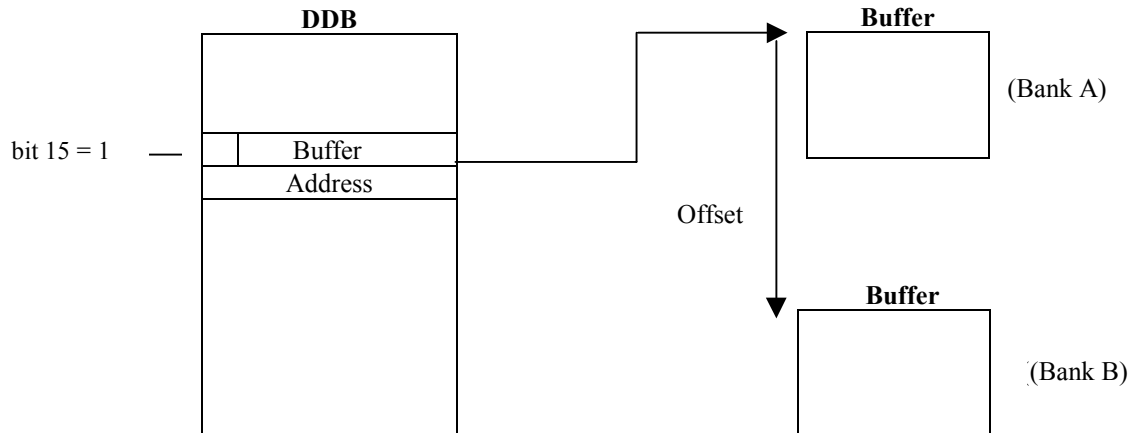 DDB
Buffer
(Bank A)
bit 15 = 1
Buffer
Address
Offset
Buffer
(Bank B)